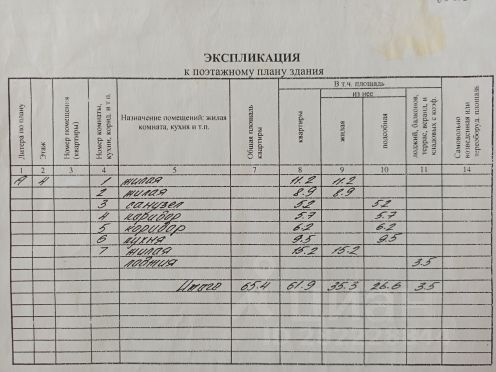 ЭКСПЛИКАЦИЯ
к поэтажному плану здания
Литера по плану
Этаж
Номер помещения (квартиры)
Номер комнаты, кухни, корид. и т.п.
Назначение помещений: жилая комната, кухня и т.п.
Общая площадь квартиры
В т.ч. площадь
квартиры
из нее
жилая
подсобная
лоджий, балконов, террас, веранд, и кладовых с коэф.
Самовольно возведенная или переоборуд. площадь
1 2 3 4 5 7 8 9 10 11 14
А 4 1 жилая 11.2 11.2
2 жилая 8.9 8.9
3 санузел 5.2 5.2
4 коридор 5.7 5.7
5 коридор 6.2 6.2
6 кухня 9.5 9.5
7 жилая 15.2 15.2
лоджия 3.5
Итого 65.4 61.9 35.3 26.6 3.5